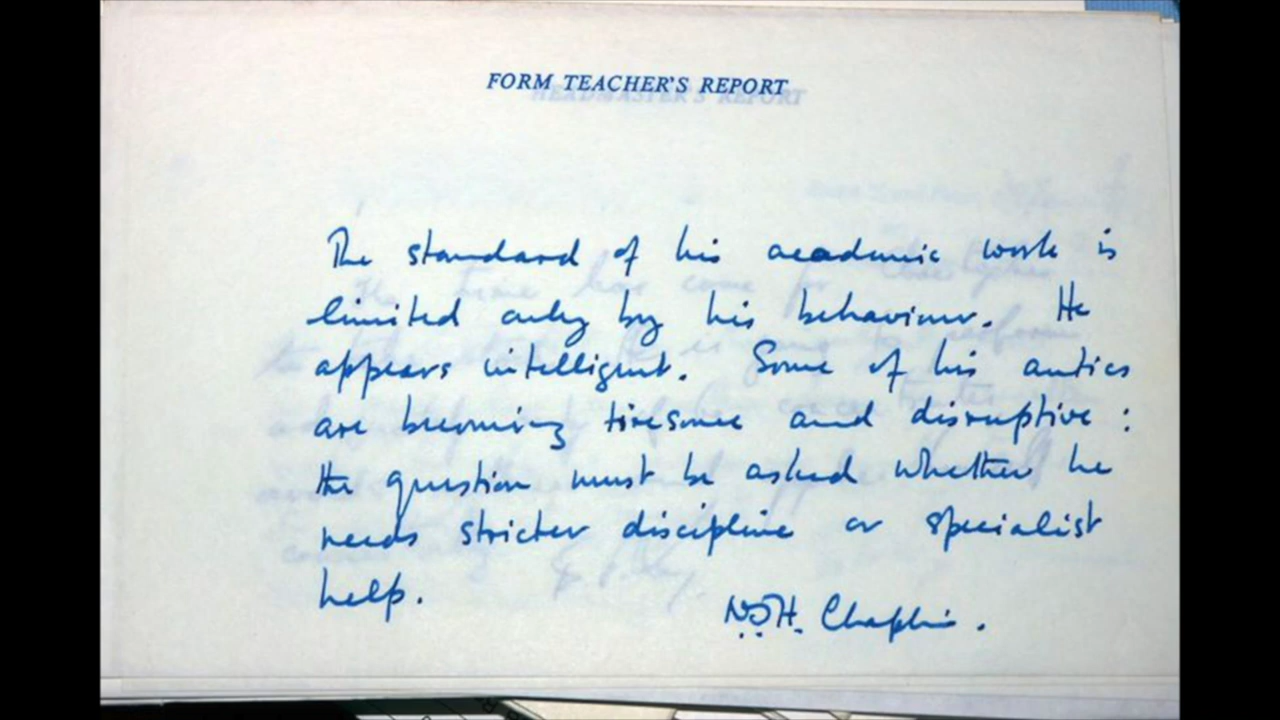 FORM TEACHER'S REPORT
HEADMASTER'S REPORT
The standard of his academic work is
limited only by his behaviour. He
appears intelligent. Some of his antics
are becoming tiresome and disruptive:
the question must be asked whether he
needs stricter discipline or specialist
help.
N.J.H. Chaplin.